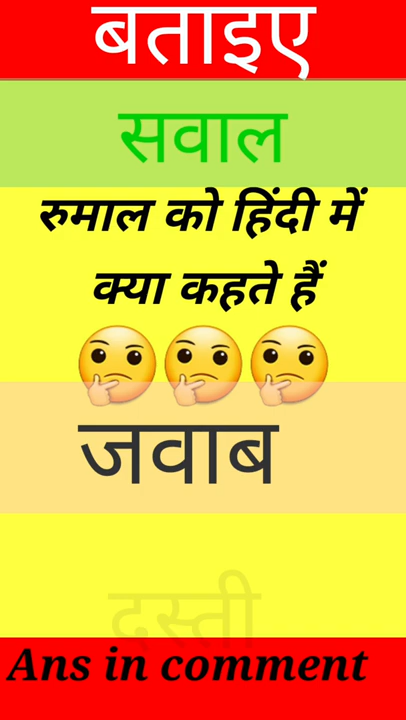 बताइए
सवाल
रुमाल को हिंदी में
क्या कहते हैं
जवाब
दस्ती
Ans in comment